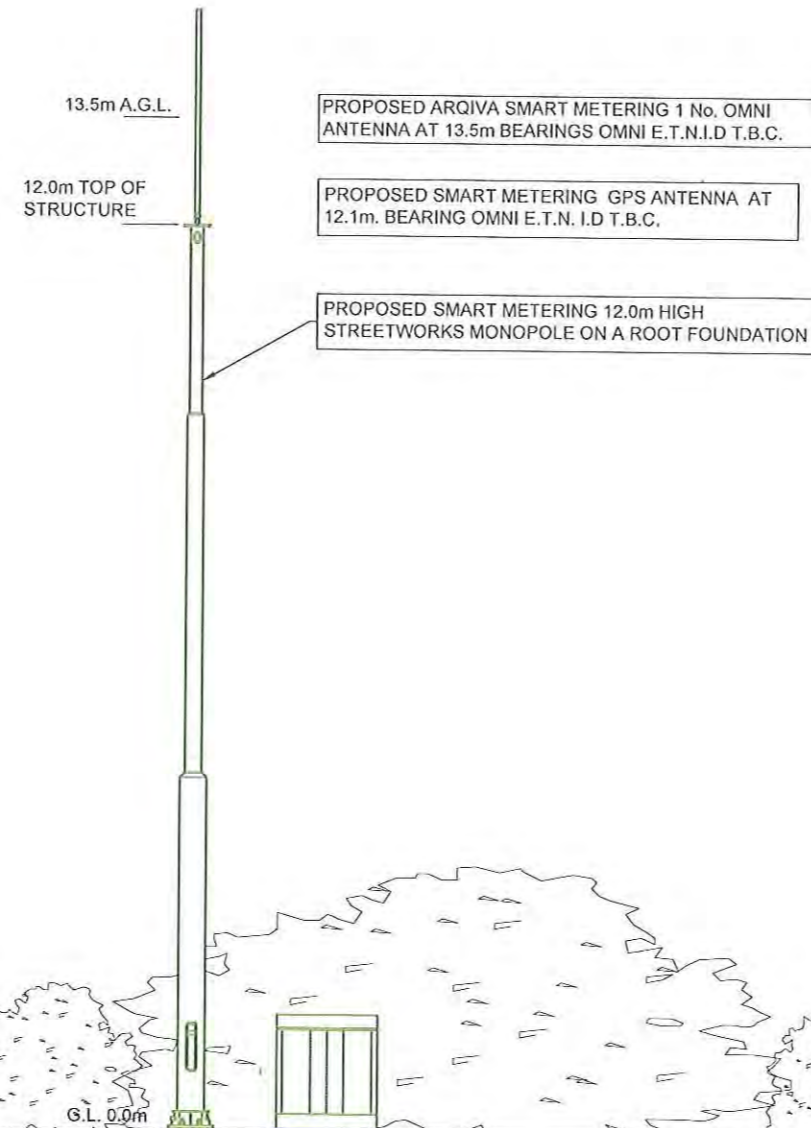 13.5m A.G.L.
PROPOSED ARQIVA SMART METERING 1 No. OMNI
ANTENNA AT 13.5m BEARINGS OMNI E.T.N.I.D T.B.C.
12.0m TOP OF
STRUCTURE
PROPOSED SMART METERING GPS ANTENNA AT
12.1m. BEARING OMNI E.T.N. I.D T.B.C.
PROPOSED SMART METERING 12.0m HIGH
STREETWORKS MONOPOLE ON A ROOT FOUNDATION
G.L. 0.0m